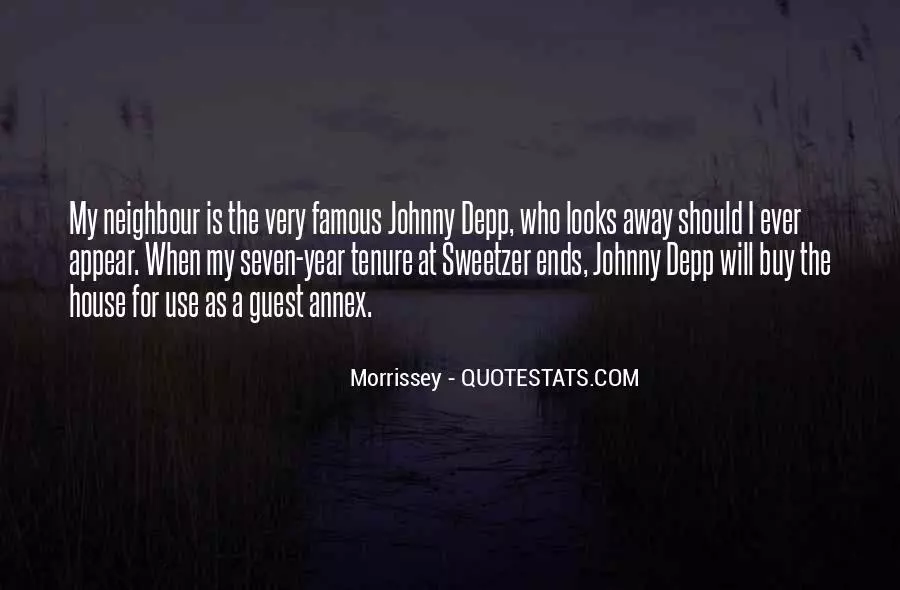 My neighbour is the very famous Johnny Depp, who looks away should I ever
appear. When my seven-year tenure at Sweetzer ends, Johnny Depp will buy the
house for use as a guest annex.
Morrissey - QUOTESTATS.COM